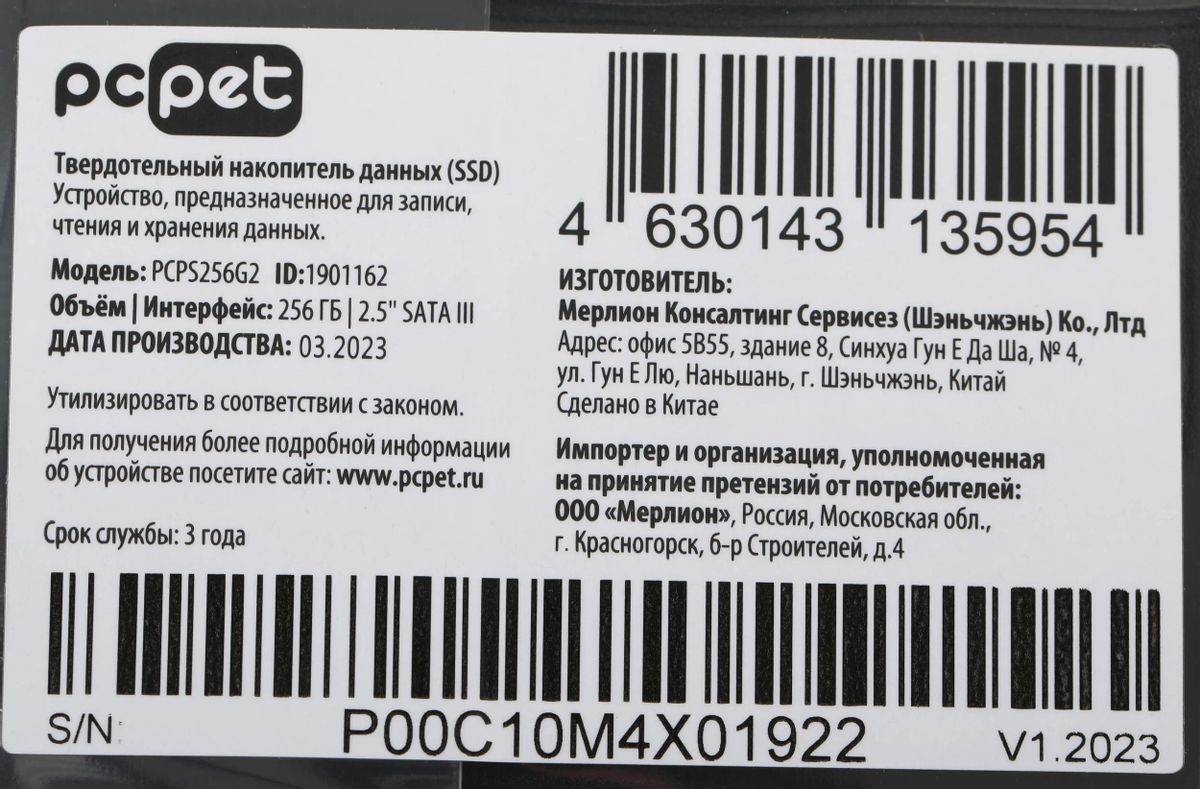 pcpet
Твердотельный накопитель данных (SSD)
Устройство, предназначенное для записи,
чтения и хранения данных.
Модель: PCPS256G2 ID:1901162
Объём | Интерфейс: 256 ГБ | 2.5" SATA III
ДАТА ПРОИЗВОДСТВА: 03.2023
Утилизировать в соответствии с законом.
Для получения более подробной информации
об устройстве посетите сайт: www.pcpet.ru
Срок службы: 3 года
4 630143 135954
ИЗГОТОВИТЕЛЬ:
Мерлион Консалтинг Сервисез (Шэньчжэнь) Ко., Лтд
Адрес: офис 5B55, здание 8, Синхуа Гун Е Да Ша, № 4,
ул. Гун Е Лю, Наньшань, г. Шэньчжэнь, Китай
Сделано в Китае
Импортер и организация, уполномоченная
на принятие претензий от потребителей:
ООО «Мерлион», Россия, Московская обл.,
г. Красногорск, б-р Строителей, д.4
S/N: P00C10M4X01922 V1.2023